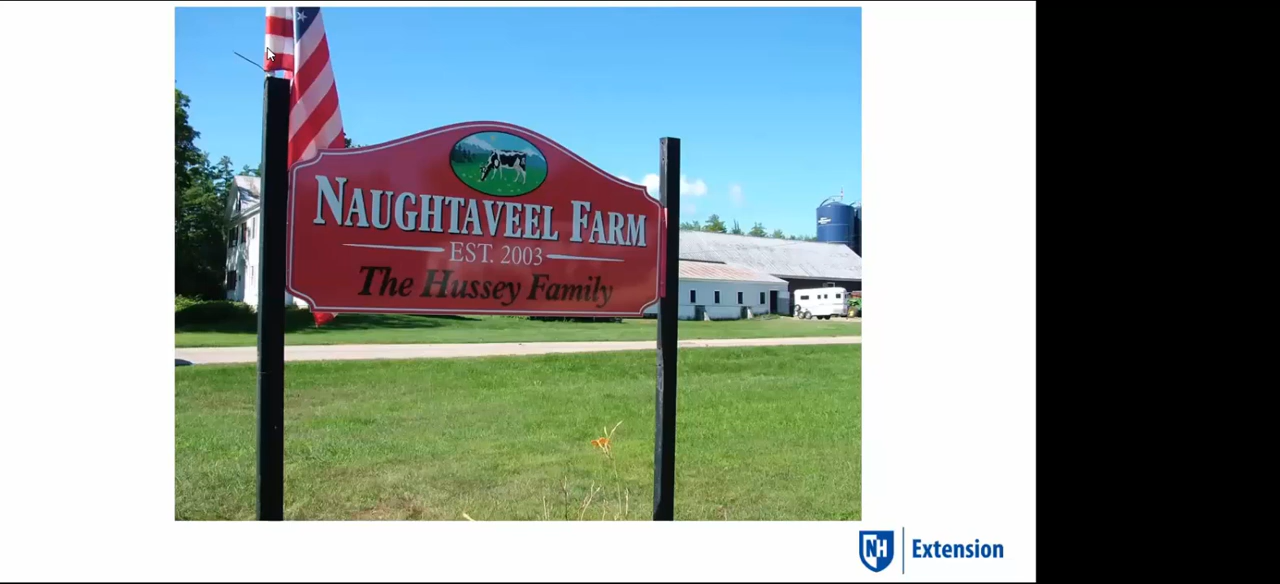 NAUGHTAVEEL FARM
EST. 2003
The Hussey Family
NH Extension